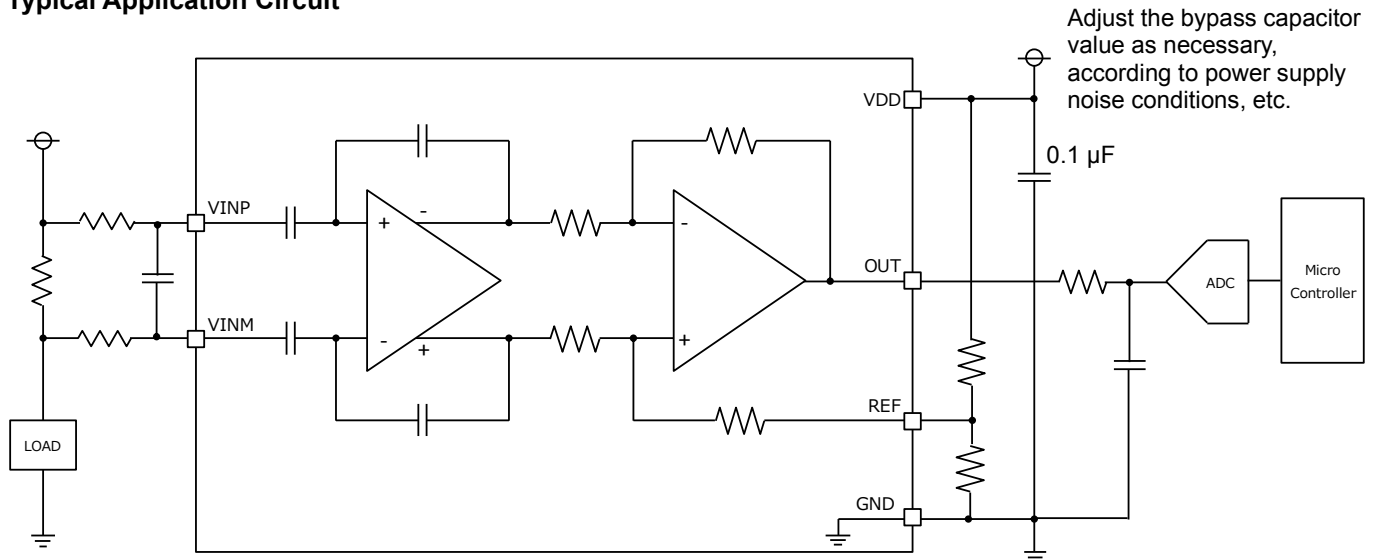 Typical Application Circuit
Adjust the bypass capacitor
value as necessary,
according to power supply
noise conditions, etc.
VDD
0.1 µF
VINP
-
+
-
OUT
ADC
Micro
Controller
VINM
-
+
+
REF
LOAD
GND